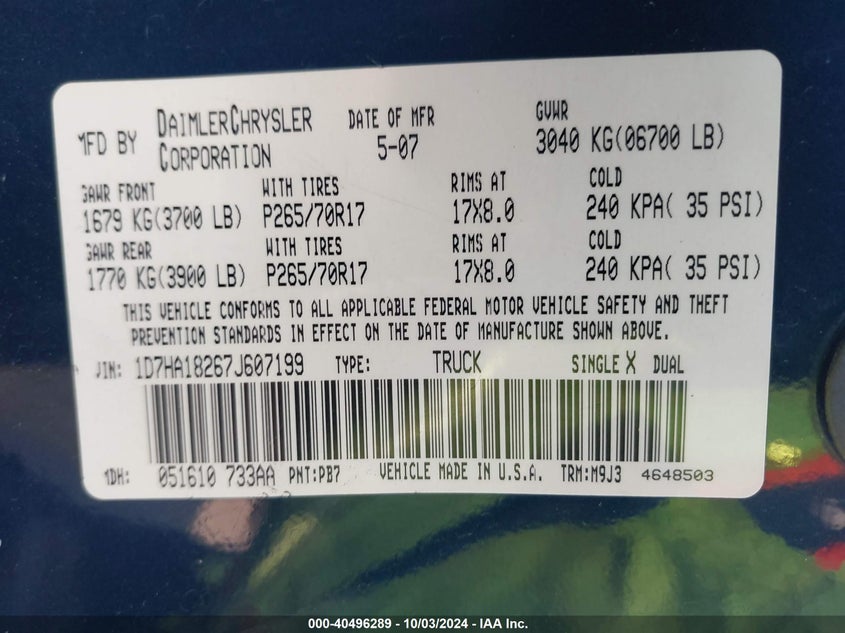 MFD BY DAIMLERCHRYSLER CORPORATION DATE OF MFR 5-07 GVWR 3040 KG(06700 LB)
GAWR FRONT WITH TIRES RIMS AT COLD
1679 KG(3700 LB) P265/70R17 17X8.0 240 KPA( 35 PSI)
GAWR REAR WITH TIRES RIMS AT COLD
1770 KG(3900 LB) P265/70R17 17X8.0 240 KPA( 35 PSI)
THIS VEHICLE CONFORMS TO ALL APPLICABLE FEDERAL MOTOR VEHICLE SAFETY AND THEFT
PREVENTION STANDARDS IN EFFECT ON THE DATE OF MANUFACTURE SHOWN ABOVE.
VIN: 1D7HA18267J607199 TYPE: TRUCK SINGLE X DUAL
MDH: 051610 733AA PNT:PB7 VEHICLE MADE IN U.S.A. TRM:M9J3 4648503
000-40496289 - 10/03/2024 - IAA Inc.